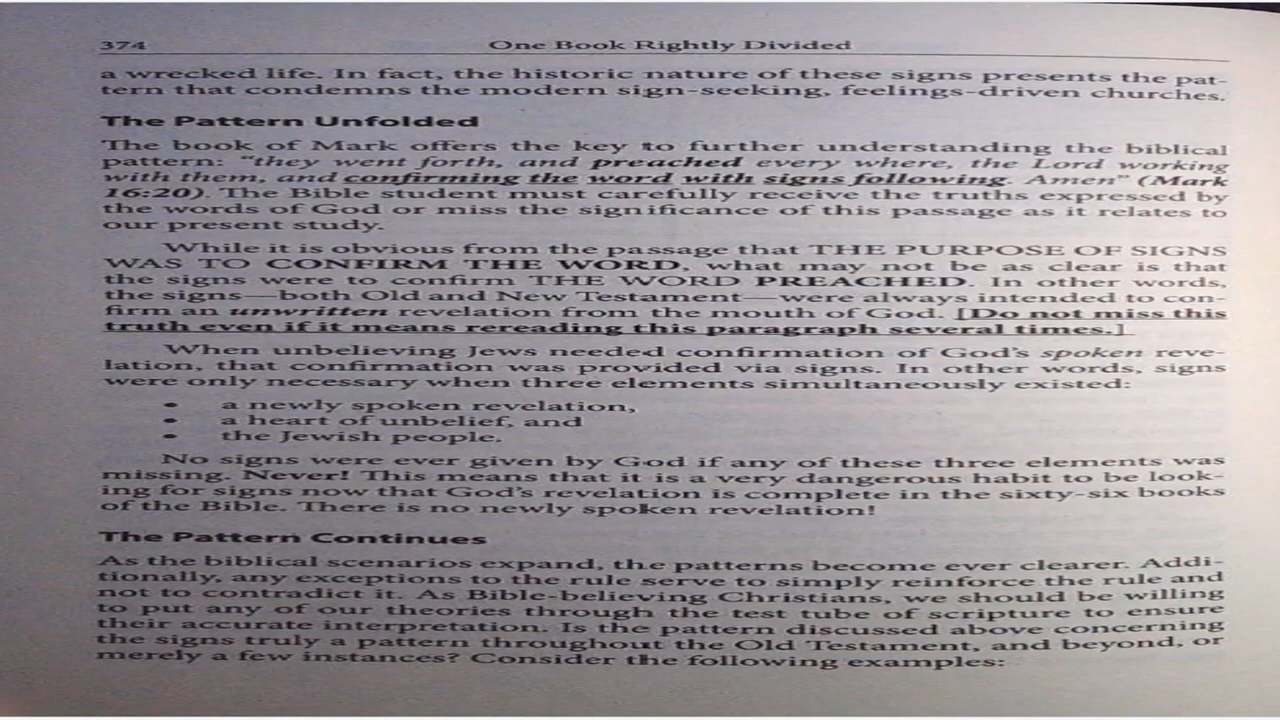 374 One Book Rightly Divided
a wrecked life. In fact, the historic nature of these signs presents the pat-
tern that condemns the modern sign-seeking, feelings-driven churches.
The Pattern Unfolded
The book of Mark offers the key to further understanding the biblical
pattern: "they went forth, and preached every where, the Lord working
with them, and confirming the word with signs following. Amen" (Mark
16:20). The Bible student must carefully receive the truths expressed by
the words of God or miss the significance of this passage as it relates to
our present study.
While it is obvious from the passage that THE PURPOSE OF SIGNS
WAS TO CONFIRM THE WORD, what may not be as clear is that
the signs were to confirm THE WORD PREACHED. In other words,
the signs—both Old and New Testament—were always intended to con-
firm an unwritten revelation from the mouth of God. [Do not miss this
truth even if it means rereading this paragraph several times.]
When unbelieving Jews needed confirmation of God's spoken reve-
lation, that confirmation was provided via signs. In other words, signs
were only necessary when three elements simultaneously existed:
• a newly spoken revelation,
• a heart of unbelief, and
• the Jewish people.
No signs were ever given by God if any of these three elements was
missing. Never! This means that it is a very dangerous habit to be look-
ing for signs now that God's revelation is complete in the sixty-six books
of the Bible. There is no newly spoken revelation!
The Pattern Continues
As the biblical scenarios expand, the patterns become ever clearer. Addi-
tionally, any exceptions to the rule serve to simply reinforce the rule and
not to contradict it. As Bible-believing Christians, we should be willing
to put any of our theories through the test tube of scripture to ensure
their accurate interpretation. Is the pattern discussed above concerning
the signs truly a pattern throughout the Old Testament, and beyond, or
merely a few instances? Consider the following examples: